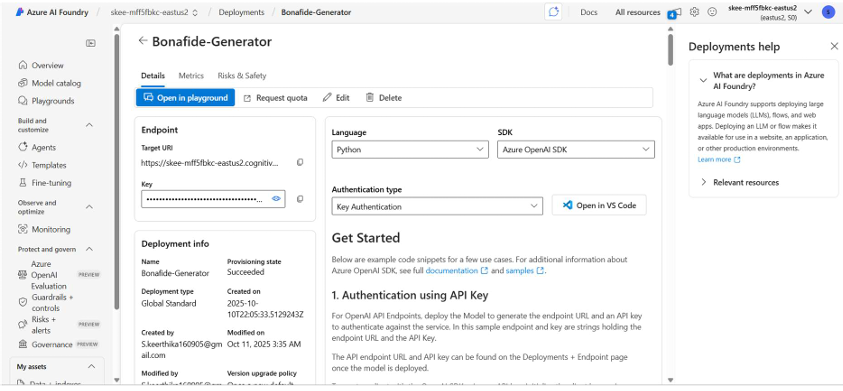 Azure AI Foundry / skee-mff5fbkc-eastus2 / Deployments / Bonafide-Generator
Docs All resources 4 skee-mff5fbkc-eastus2
(eastus2, S0)
S
Overview
Model catalog
Playgrounds
Build and
customize
Agents
Templates
Fine-tuning
Observe and
optimize
Monitoring
Protect and govern
Azure
OpenAI PREVIEW
Evaluation
Guardrails +
controls
Risks + PREVIEW
alerts
Governance PREVIEW
My assets
Data + indexes
Bonafide-Generator
Details Metrics Risks & Safety
Open in playground Request quota Edit Delete
Endpoint
Target URI
https://skee-mff5fbkc-eastus2.cognitiv...
Key
Deployment info
Name
Bonafide-Generator
Provisioning state
Succeeded
Deployment type
Global Standard
Created on
2025-10-
10T22:05:33.5129243Z
Created by
S.keerthika160905@gm
ail.com
Modified on
Oct 11, 2025 3:35 AM
Modified by
S.keerthika160905@gm
Version upgrade policy
Once a new default
Language
Python
SDK
Azure OpenAI SDK
Authentication type
Key Authentication
Open in VS Code
Get Started
Below are example code snippets for a few use cases. For additional information about
Azure OpenAI SDK, see full documentation and samples .
1. Authentication using API Key
For OpenAI API Endpoints, deploy the Model to generate the endpoint URL and an API key
to authenticate against the service. In this sample endpoint and key are strings holding the
endpoint URL and the API Key.
The API endpoint URL and API key can be found on the Deployments + Endpoint page
once the model is deployed.
Deployments help
What are deployments in Azure
AI Foundry?
Azure AI Foundry supports deploying large
language models (LLMs), flows, and web
apps. Deploying an LLM or flow makes it
available for use in a website, an application,
or other production environments.
Learn more
Relevant resources